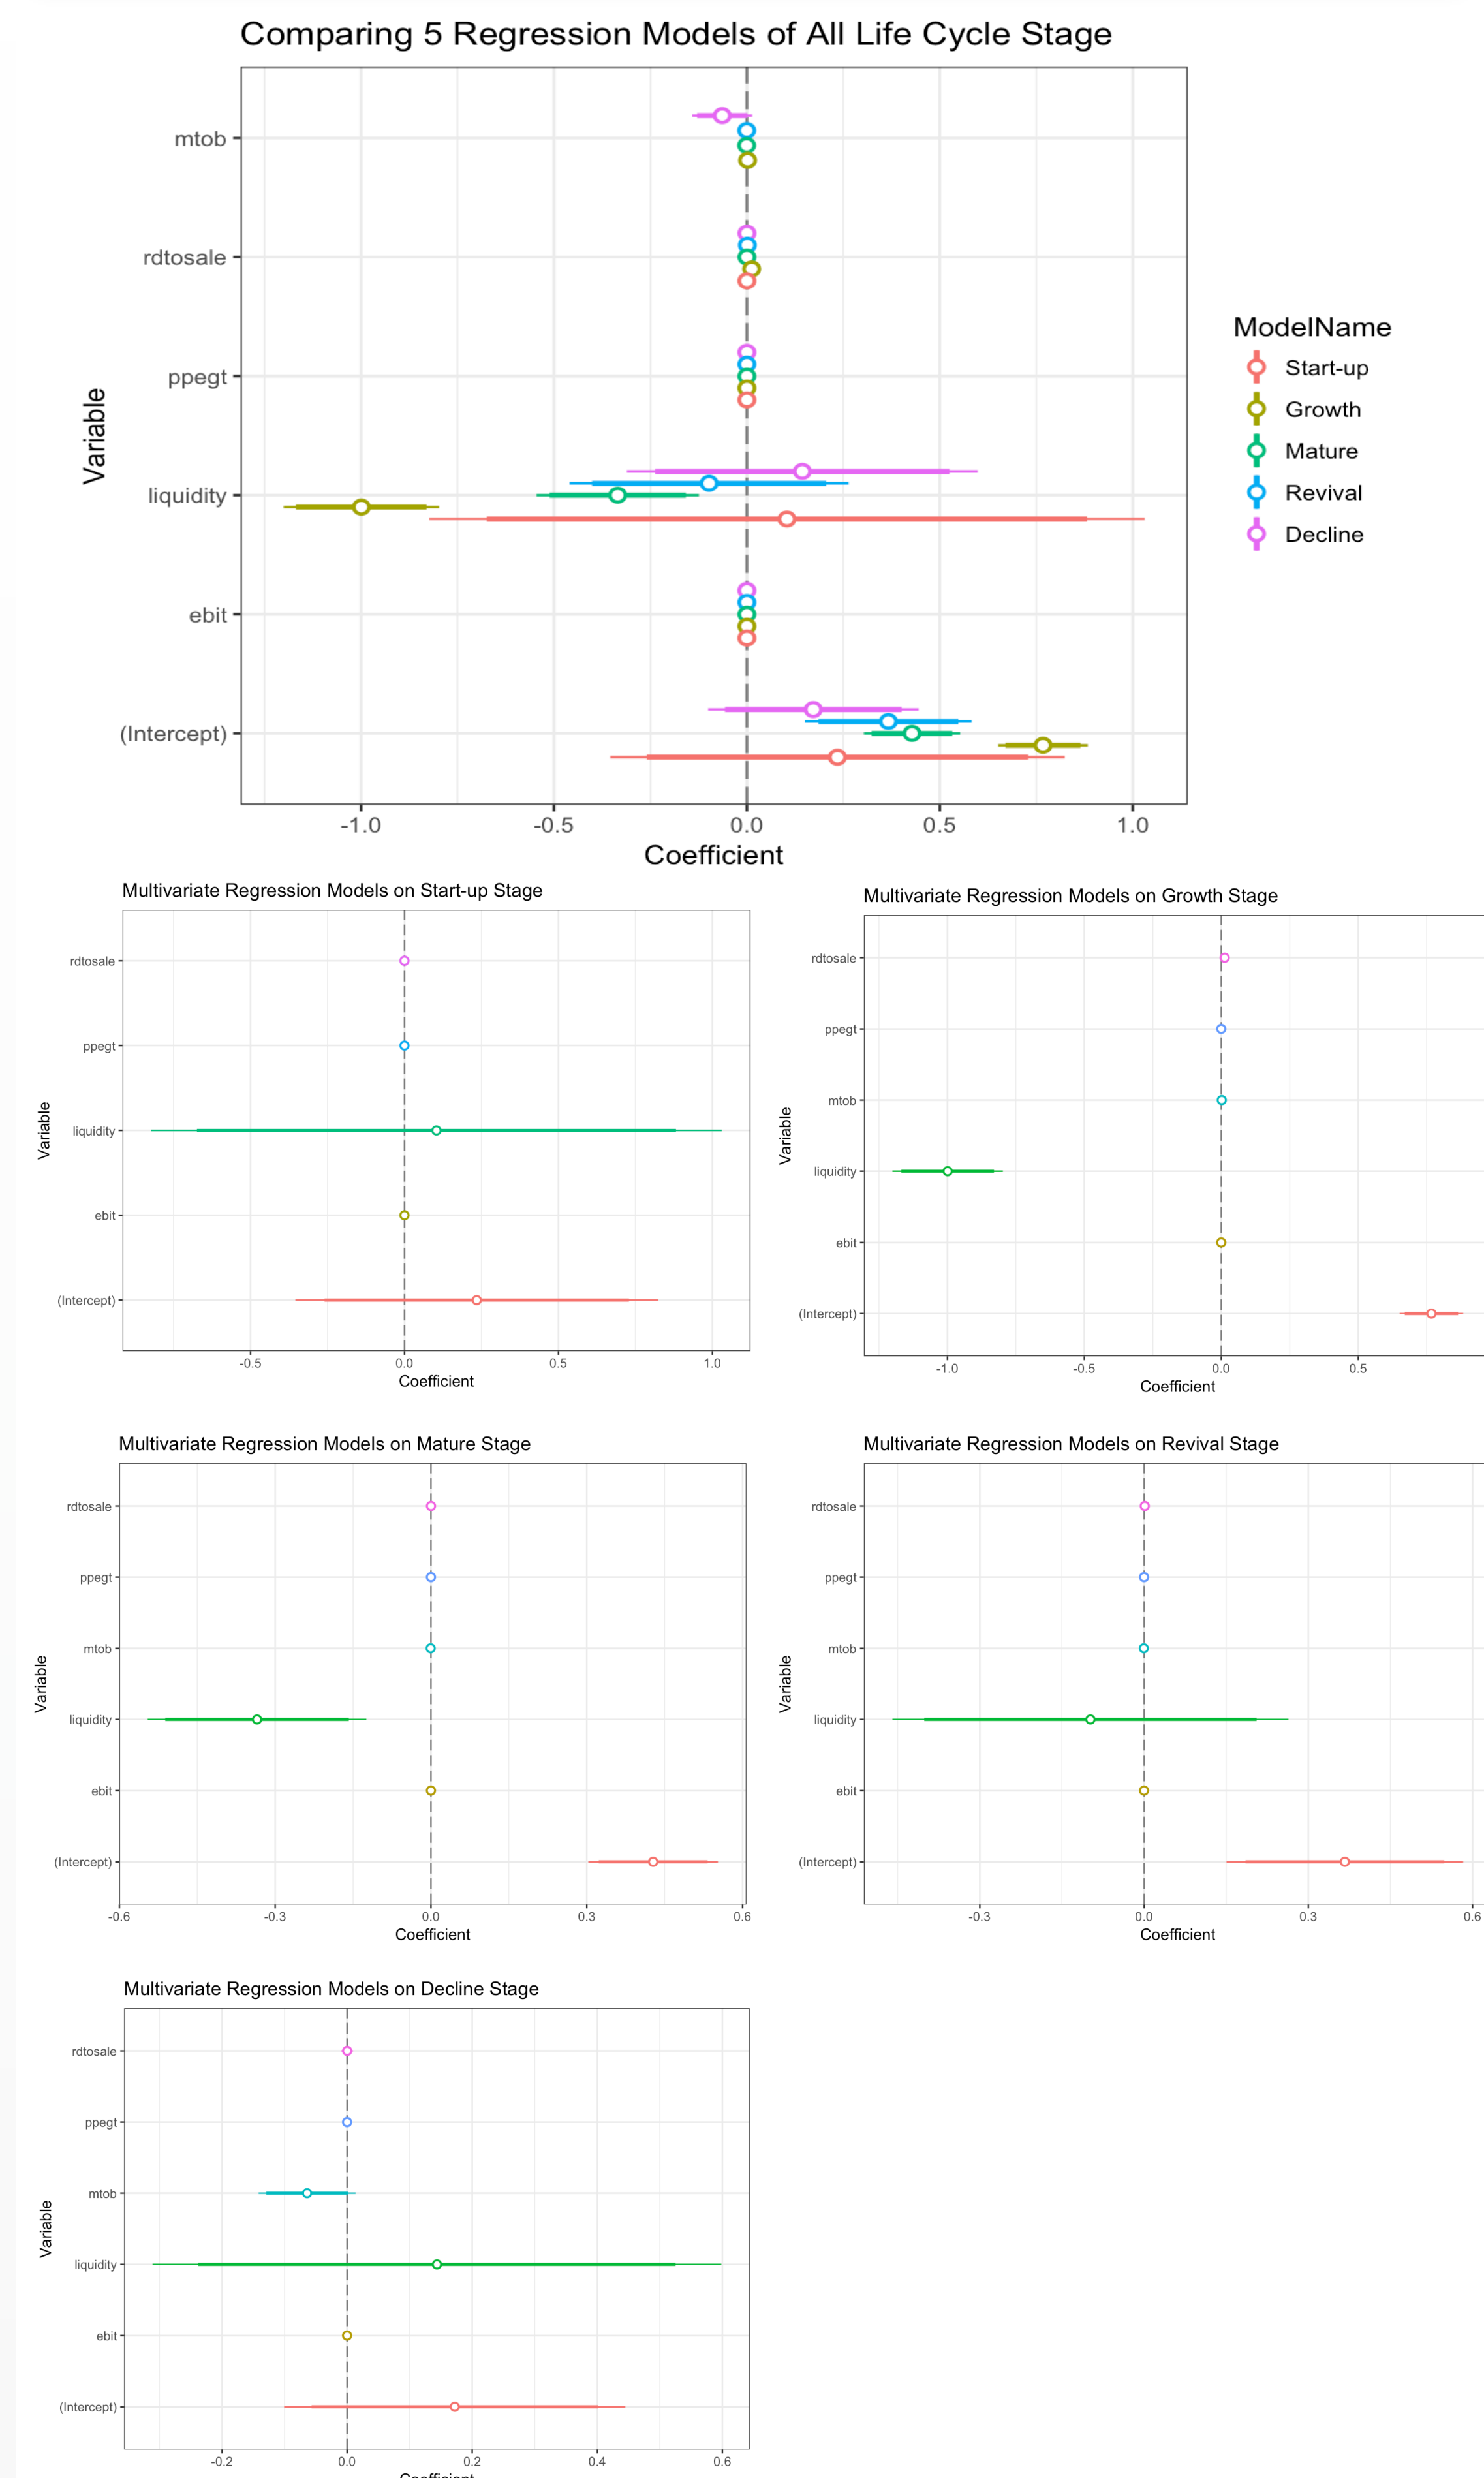 Comparing 5 Regression Models of All Life Cycle Stage
Variable
mtob
rdtosale
ppegt
liquidity
ebit
(Intercept)
-1.0 -0.5 0.0 0.5 1.0
Coefficient
ModelName
Start-up
Growth
Mature
Revival
Decline
Multivariate Regression Models on Start-up Stage
Variable
rdtosale
ppegt
liquidity
ebit
(Intercept)
-0.5 0.0 0.5 1.0
Coefficient
Multivariate Regression Models on Growth Stage
Variable
rdtosale
ppegt
mtob
liquidity
ebit
(Intercept)
-1.0 -0.5 0.0 0.5
Coefficient
Multivariate Regression Models on Mature Stage
Variable
rdtosale
ppegt
mtob
liquidity
ebit
(Intercept)
-0.6 -0.3 0.0 0.3 0.6
Coefficient
Multivariate Regression Models on Revival Stage
Variable
rdtosale
ppegt
mtob
liquidity
ebit
(Intercept)
-0.3 0.0 0.3 0.6
Coefficient
Multivariate Regression Models on Decline Stage
Variable
rdtosale
ppegt
mtob
liquidity
ebit
(Intercept)
-0.2 0.0 0.2 0.4 0.6